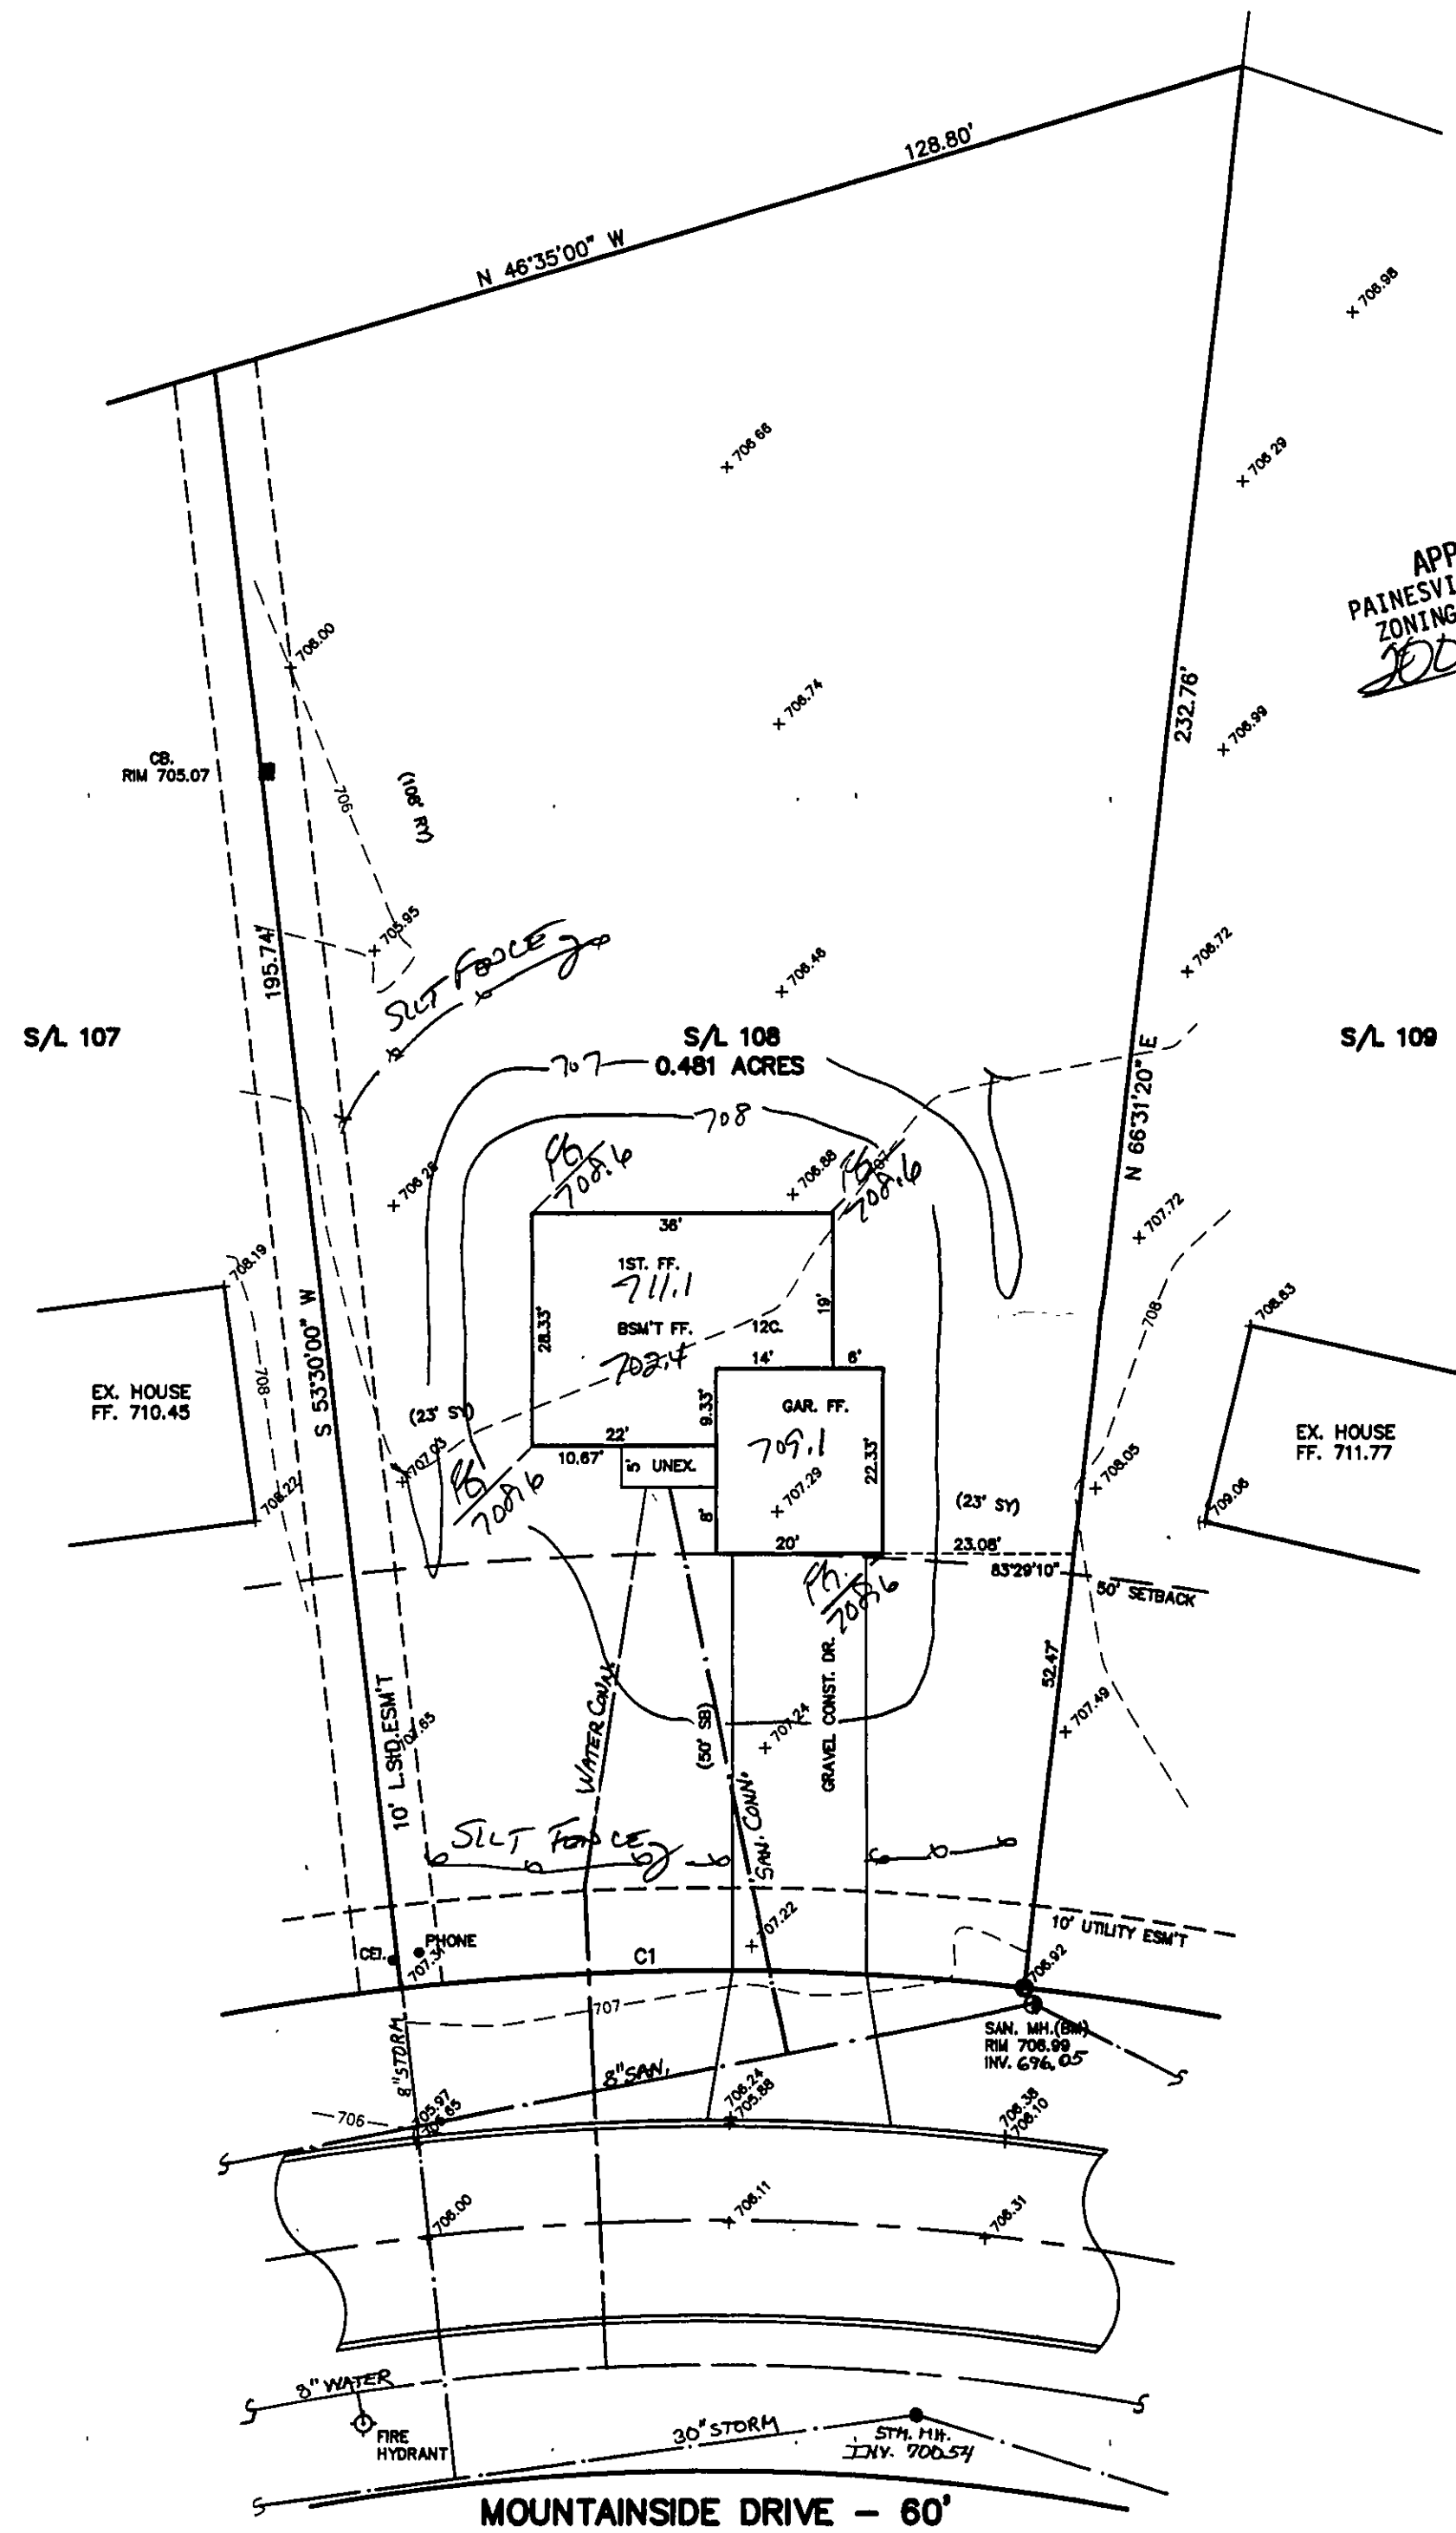 128.80'
N 46°35'00" W
× 708.98
× 706 66
× 708 29
APP
PAINESVI
ZONING
706.00
× 706.74
232.76'
× 706.99
CB.
RIM 705.07
706
(108' RY)
× 705.95
SILT FENCE
× 706.46
× 706.72
195.74'
S/L 107
S/L 108
0.481 ACRES
S/L 109
707
708
N 66°31'20" E
FG
708.6
× 706.88
FG
708.6
× 706.26
× 707.72
36'
708.19
1ST. FF.
711.1
28.33'
19'
BSM'T FF.
702.4
12C.
708
708.63
S 53°30'00" W
708
14'
6'
EX. HOUSE
FF. 710.45
(23' SY)
9.33'
GAR. FF.
709.1
22.33'
EX. HOUSE
FF. 711.77
22'
10.67'
UNEX.
707.03
× 707.29
× 708.05
708.22
FG
708.6
8'
(23' SY)
709.06
20'
23.08'
83°29'10"
50' SETBACK
FG.
708.6
GRAVEL CONST. DR.
52.47'
10' L.S.D.ESM'T
707.65
WATER CONN.
(50' SB)
× 707.24
× 707.49
SAN. CONN.
SILT FENCE
10' UTILITY ESM'T
707.22
CEI.
PHONE
707.31
C1
706.92
707
SAN. MH.(BM)
RIM 706.99
INV. 696.05
8" STORM
8" SAN.
706
705.97
706.24
705.88
706.38
706.10
706.00
706.11
706.31
8" WATER
FIRE
HYDRANT
30" STORM
STM. MH.
INV. 700.54
MOUNTAINSIDE DRIVE - 60'